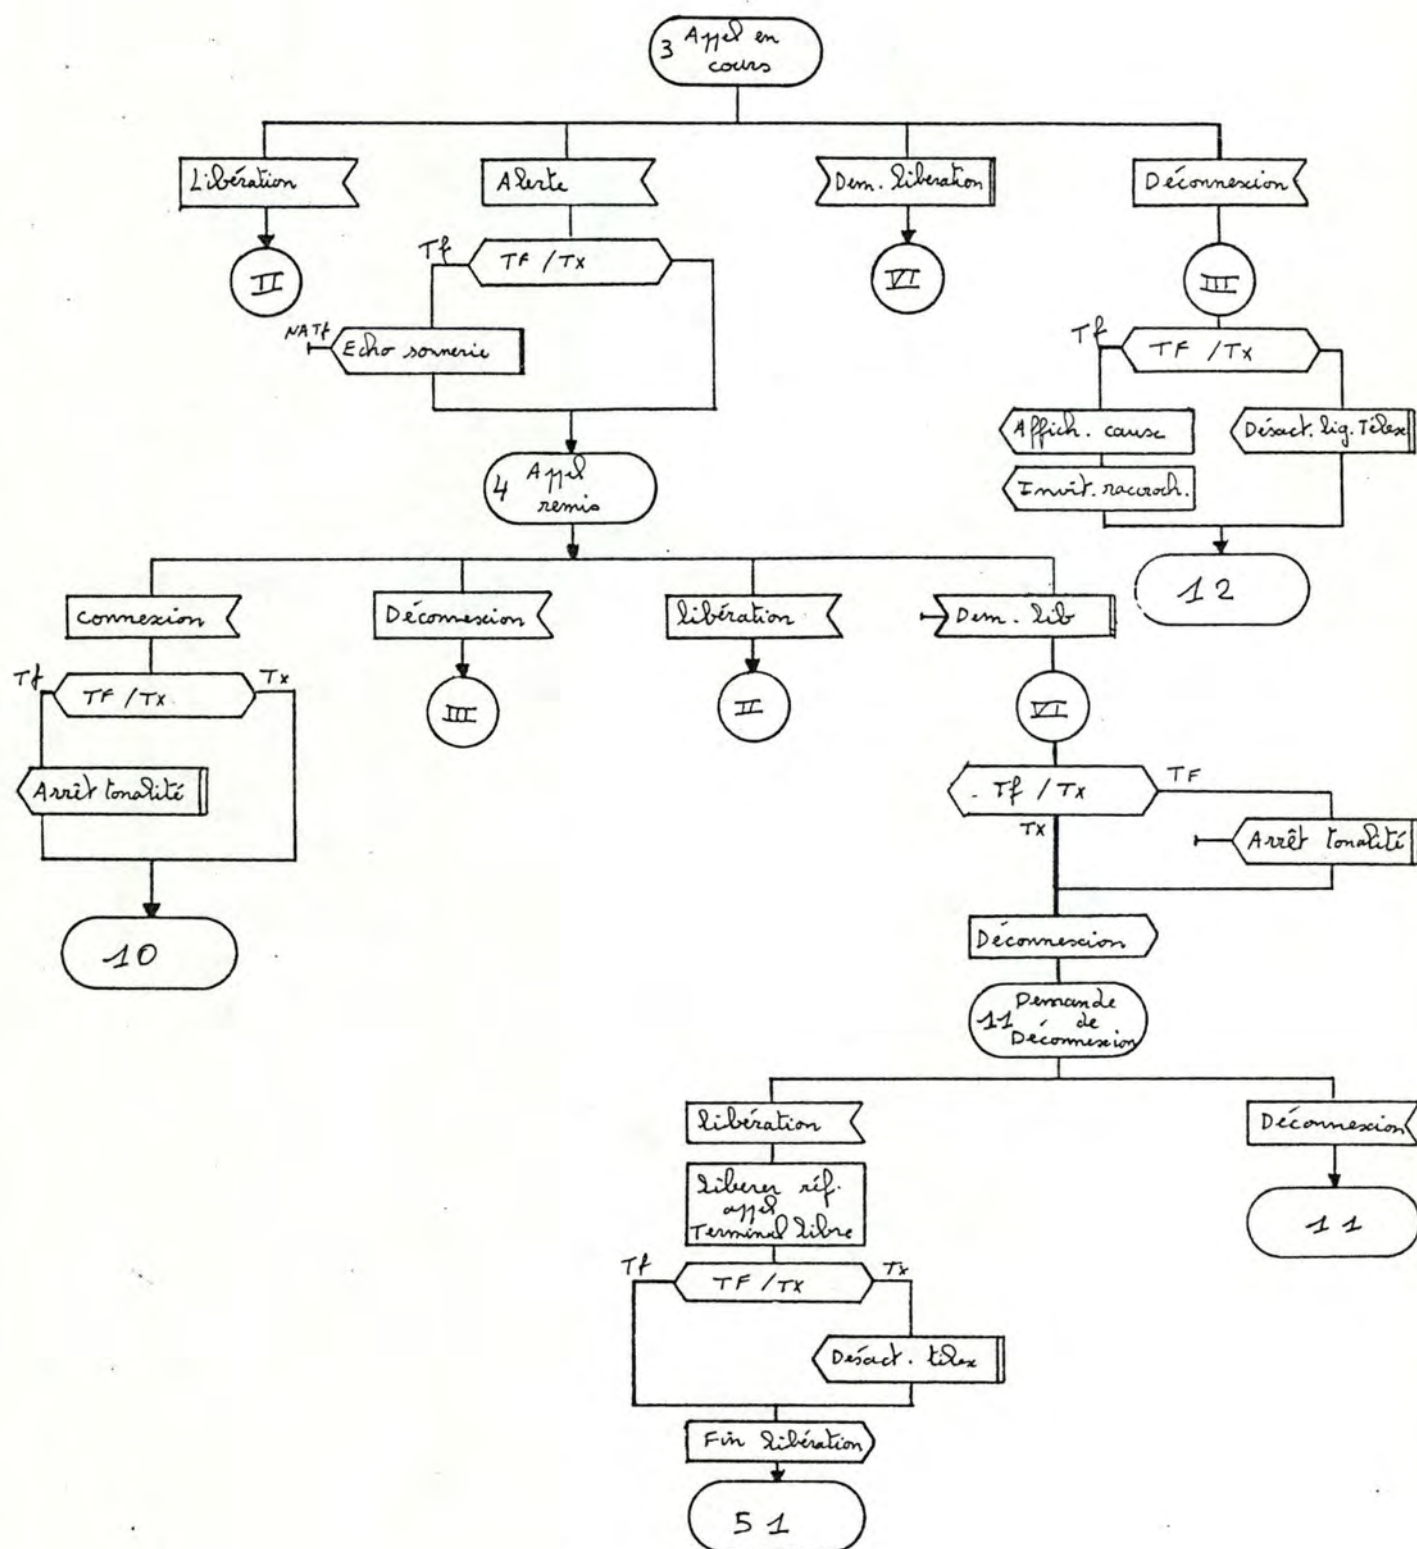 3 Appel en
cours
Libération
Alerte
Dem. libération
Déconnexion
II
Tf
TF / Tx
VI
III
NATf
Echo sonnerie
Tf
TF / Tx
Affich. cause
Désact. lig. Télex
Invit. raccroch.
4 Appel
remis
12
connexion
Déconnexion
libération
Dem. lib
Tf
TF / Tx
Tx
III
II
VI
Arrêt tonalité
Tf / Tx
TF
TX
Arrêt tonalité
10
Déconnexion
11 Demande
de
Déconnexion
libération
Déconnexion
liberer réf.
appel
Terminal libre
11
Tf
TF / Tx
Tx
Désact. télex
Fin libération
51